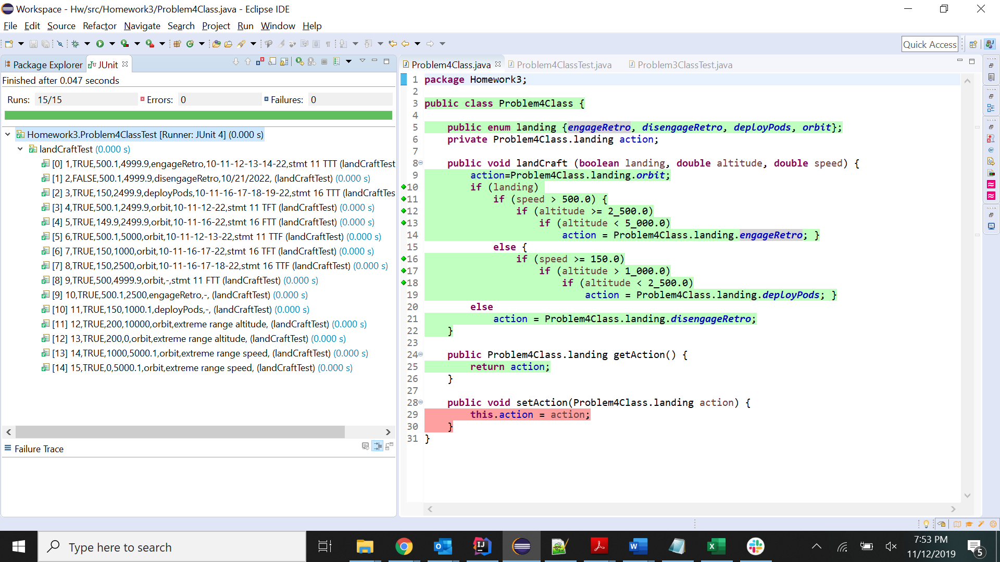 Workspace - Hw/src/Homework3/Problem4Class.java - Eclipse IDE
File Edit Source Refactor Navigate Search Project Run Window Help
Quick Access
Package Explorer JUnit
Finished after 0.047 seconds
Runs: 15/15 Errors: 0 Failures: 0
Homework3.Problem4ClassTest [Runner: JUnit 4] (0.000 s)
landCraftTest (0.000 s)
[0] 1,TRUE,500.1,4999.9,engageRetro,10-11-12-13-14-22,stmt 11 TTT (landCraftTest
[1] 2,FALSE,500.1,4999.9,disengageRetro,10/21/2022, (landCraftTest) (0.000 s)
[2] 3,TRUE,150,2499.9,deployPods,10-11-16-17-18-19-22,stmt 16 TTT (landCraftTes
[3] 4,TRUE,500.1,2499.9,orbit,10-11-12-22,stmt 11 TFT (landCraftTest) (0.000 s)
[4] 5,TRUE,149.9,2499.9,orbit,10-11-16-22,stmt 16 FTT (landCraftTest) (0.000 s)
[5] 6,TRUE,500.1,5000,orbit,10-11-12-13-22,stmt 11 TTF (landCraftTest) (0.000 s)
[6] 7,TRUE,150,1000,orbit,10-11-16-17-22,stmt 16 TFT (landCraftTest) (0.000 s)
[7] 8,TRUE,150,2500,orbit,10-11-16-17-18-22,stmt 16 TTF (landCraftTest) (0.000 s)
[8] 9,TRUE,500,4999.9,orbit,-,stmt 11 FTT (landCraftTest) (0.000 s)
[9] 10,TRUE,500.1,2500,engageRetro,-, (landCraftTest) (0.000 s)
[10] 11,TRUE,150,1000.1,deployPods,-, (landCraftTest) (0.000 s)
[11] 12,TRUE,200,10000,orbit,extreme range altitude, (landCraftTest) (0.000 s)
[12] 13,TRUE,200,0,orbit,extreme range altitude, (landCraftTest) (0.000 s)
[13] 14,TRUE,1000,5000.1,orbit,extreme range speed, (landCraftTest) (0.000 s)
[14] 15,TRUE,0,5000.1,orbit,extreme range speed, (landCraftTest) (0.000 s)
Failure Trace
Problem4Class.java Problem4ClassTest.java Problem3ClassTest.java
1 package Homework3;
2
3 public class Problem4Class {
4
5 public enum landing {engageRetro, disengageRetro, deployPods, orbit};
6 private Problem4Class.landing action;
7
8 public void landCraft (boolean landing, double altitude, double speed) {
9 action=Problem4Class.landing.orbit;
10 if (landing)
11 if (speed > 500.0) {
12 if (altitude >= 2_500.0)
13 if (altitude < 5_000.0)
14 action = Problem4Class.landing.engageRetro; }
15 else {
16 if (speed >= 150.0)
17 if (altitude > 1_000.0)
18 if (altitude < 2_500.0)
19 action = Problem4Class.landing.deployPods; }
20 else
21 action = Problem4Class.landing.disengageRetro;
22 }
23
24 public Problem4Class.landing getAction() {
25 return action;
26 }
27
28 public void setAction(Problem4Class.landing action) {
29 this.action = action;
30 }
31 }
Type here to search
7:53 PM
11/12/2019
5